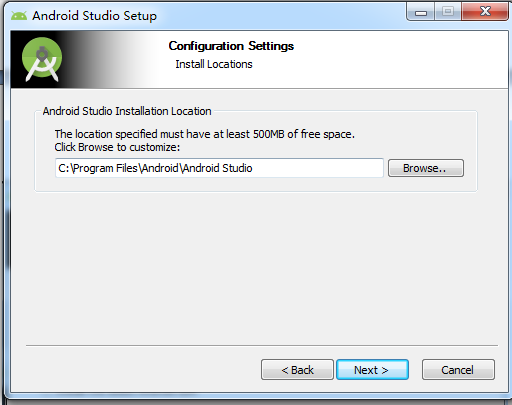 Android Studio Setup
Configuration Settings
Install Locations
Android Studio Installation Location
The location specified must have at least 500MB of free space.
Click Browse to customize:
C:\Program Files\Android\Android Studio
Browse..
< Back
Next >
Cancel